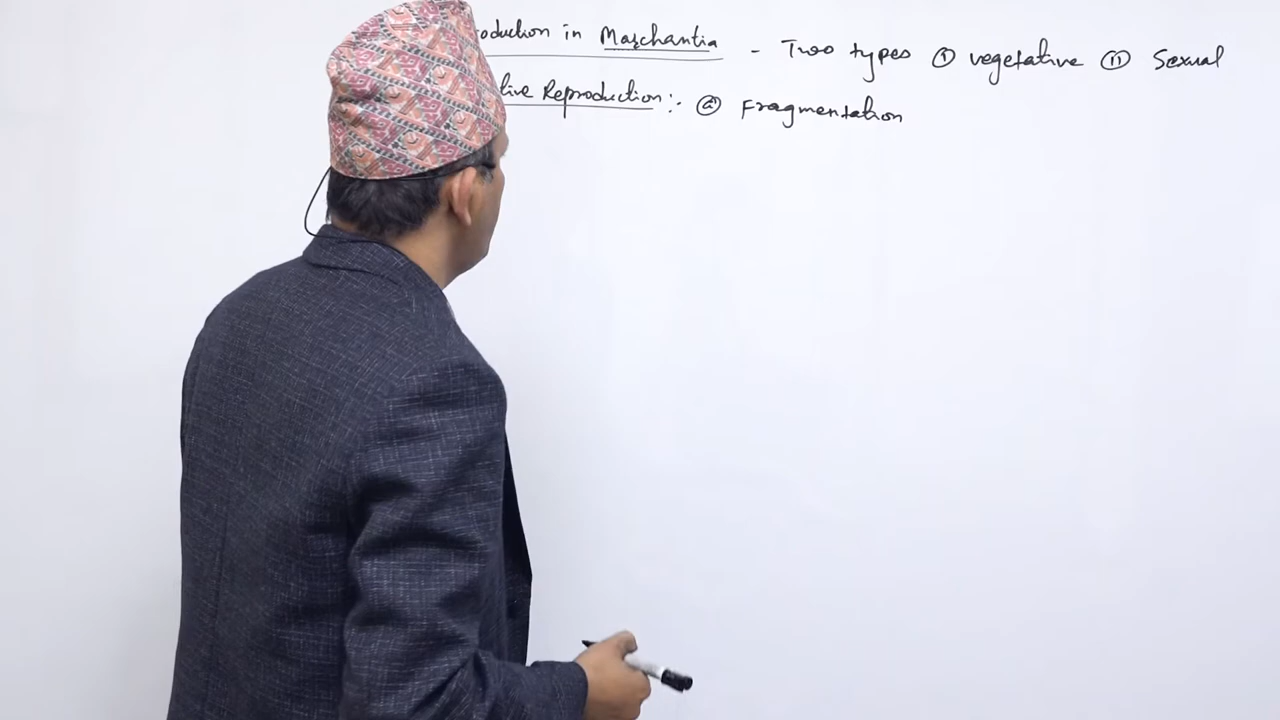 oduction in Marchantia - Two types ⓘ vegetative ⓘⓘ Sexual
tive Reproduction :- ⓐ Fragmentation